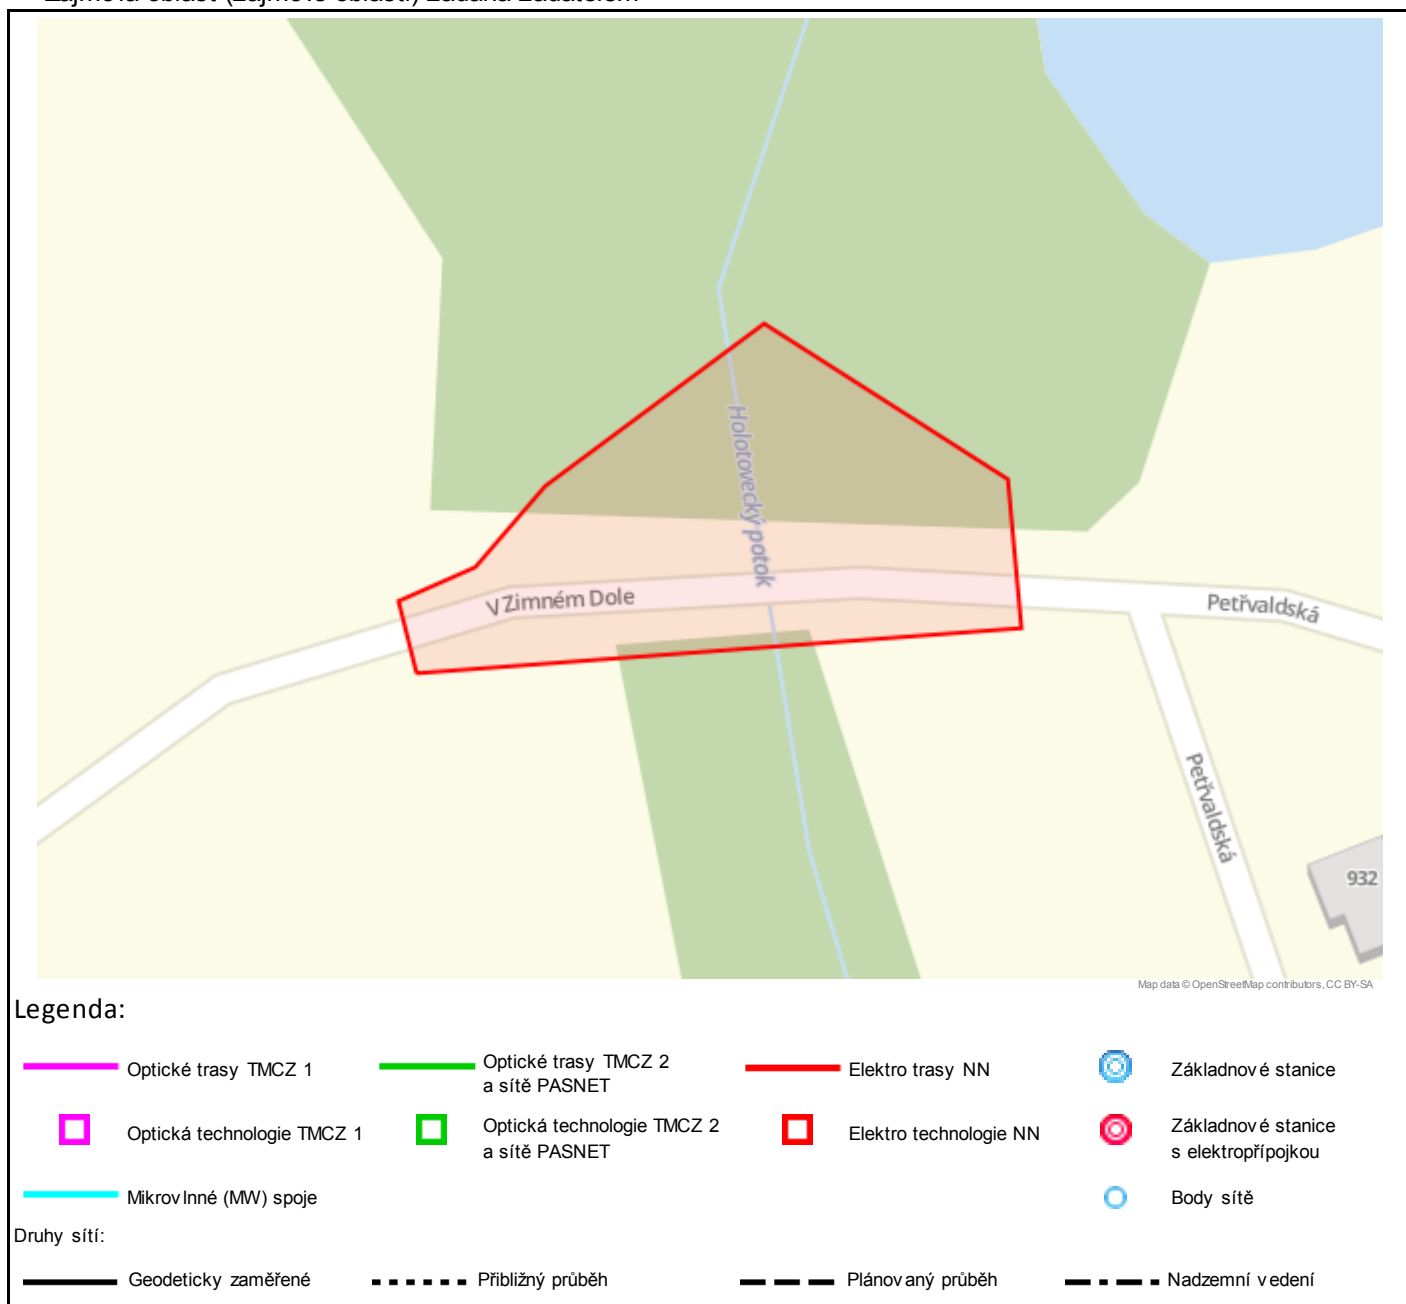 Holotovecký potok
V Zimném Dole
Petřvaldská
Petřvaldská
932
Map data © OpenStreetMap contributors, CC BY-SA
Legenda:
Optické trasy TMCZ 1
Optické trasy TMCZ 2
a sítě PASNET
Elektro trasy NN
Základnové stanice
Optická technologie TMCZ 1
Optická technologie TMCZ 2
a sítě PASNET
Elektro technologie NN
Základnové stanice
s elektropřípojkou
Mikrovlnné (MW) spoje
Body sítě
Druhy sítí:
Geodeticky zaměřené
Přibližný průběh
Plánovaný průběh
Nadzemní vedení